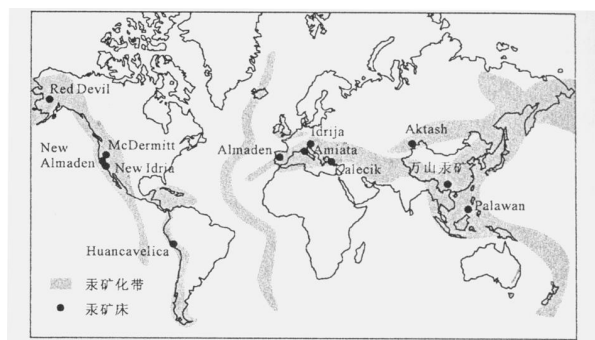 Red Devil
McDermitt
New
Almaden
New Idria
Huancavelica
Almaden
Idrija
Amiata
Kalecik
Aktash
万山汞矿
Palawan
汞矿化带
汞矿床